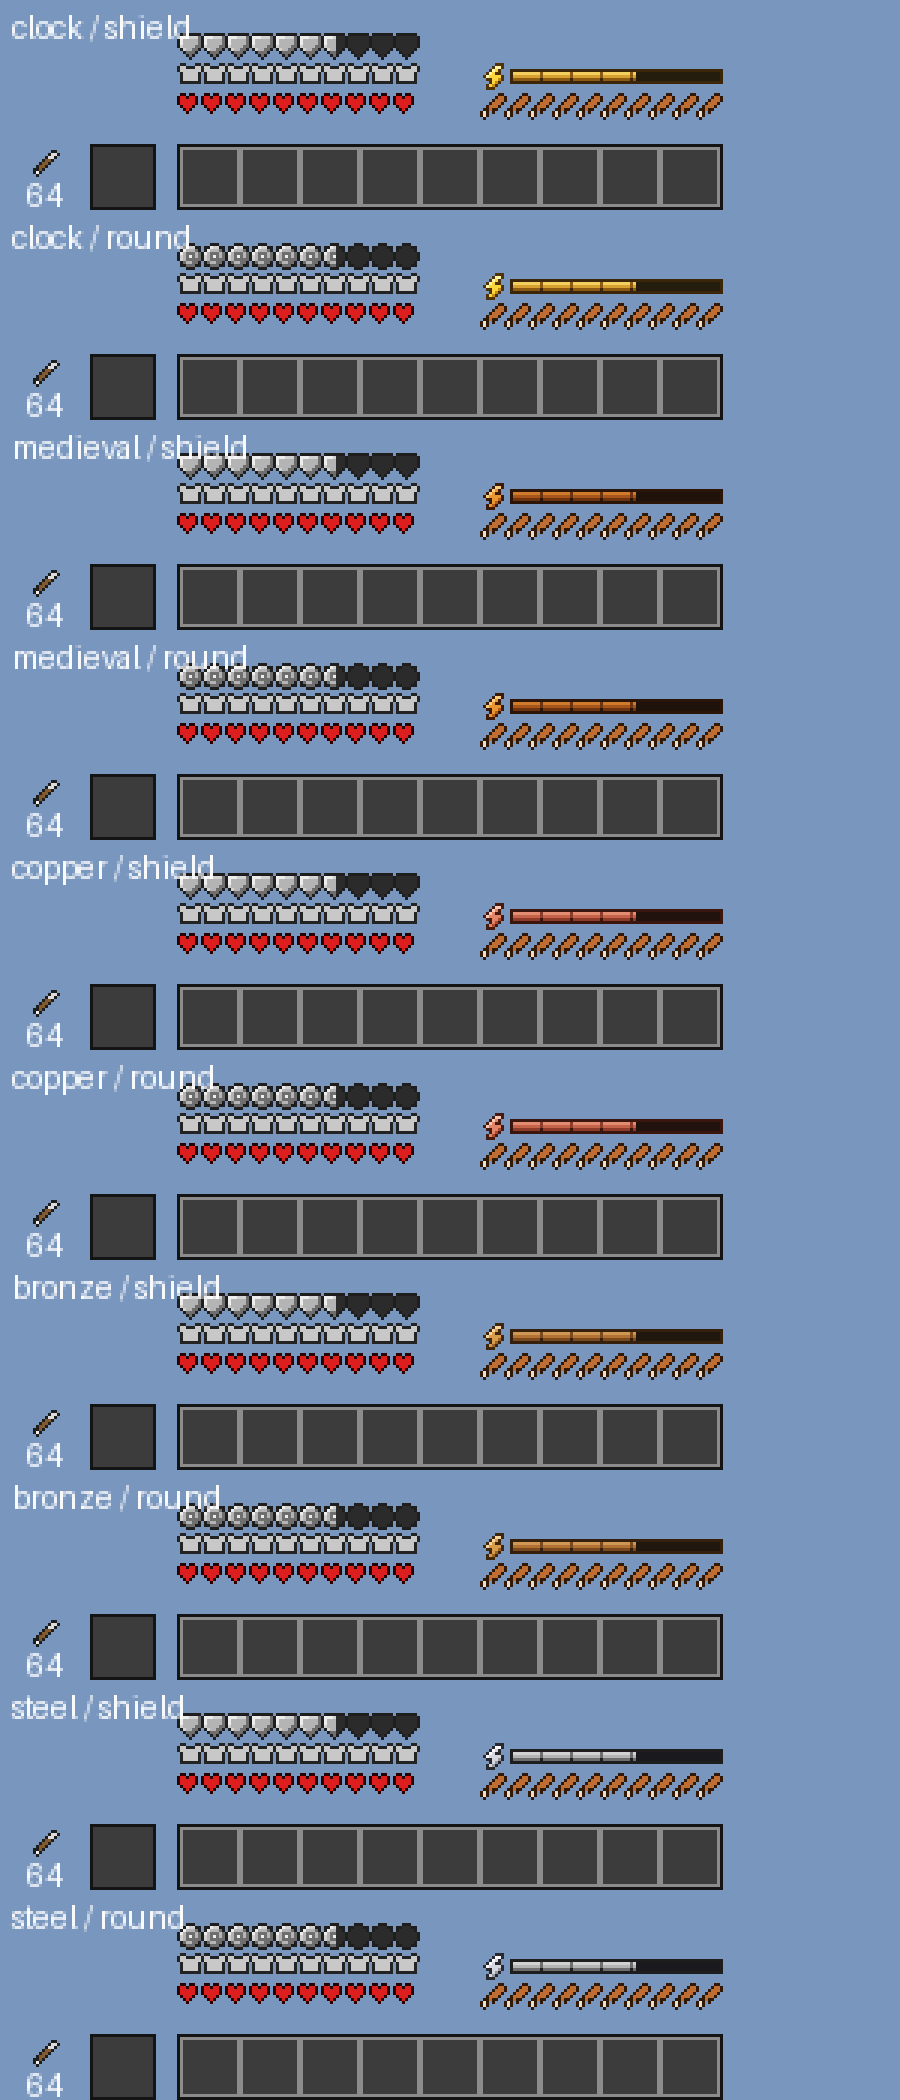 clock / shield
64
clock / round
64
medieval / shield
64
medieval / round
64
copper / shield
64
copper / round
64
bronze / shield
64
bronze / round
64
steel / shield
64
steel / round
64